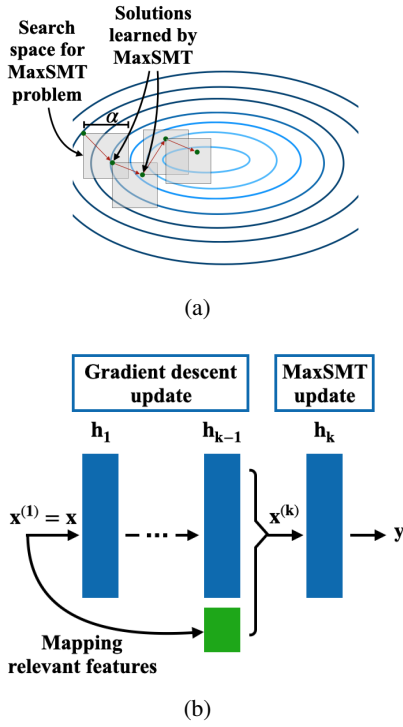 Search
space for
MaxSMT
problem
Solutions
learned by
MaxSMT
α
(a)
Gradient descent
update
MaxSMT
update
h₁
hₖ₋₁
hₖ
x⁽¹⁾ = x
...
x⁽ᵏ⁾
y
Mapping
relevant features
(b)